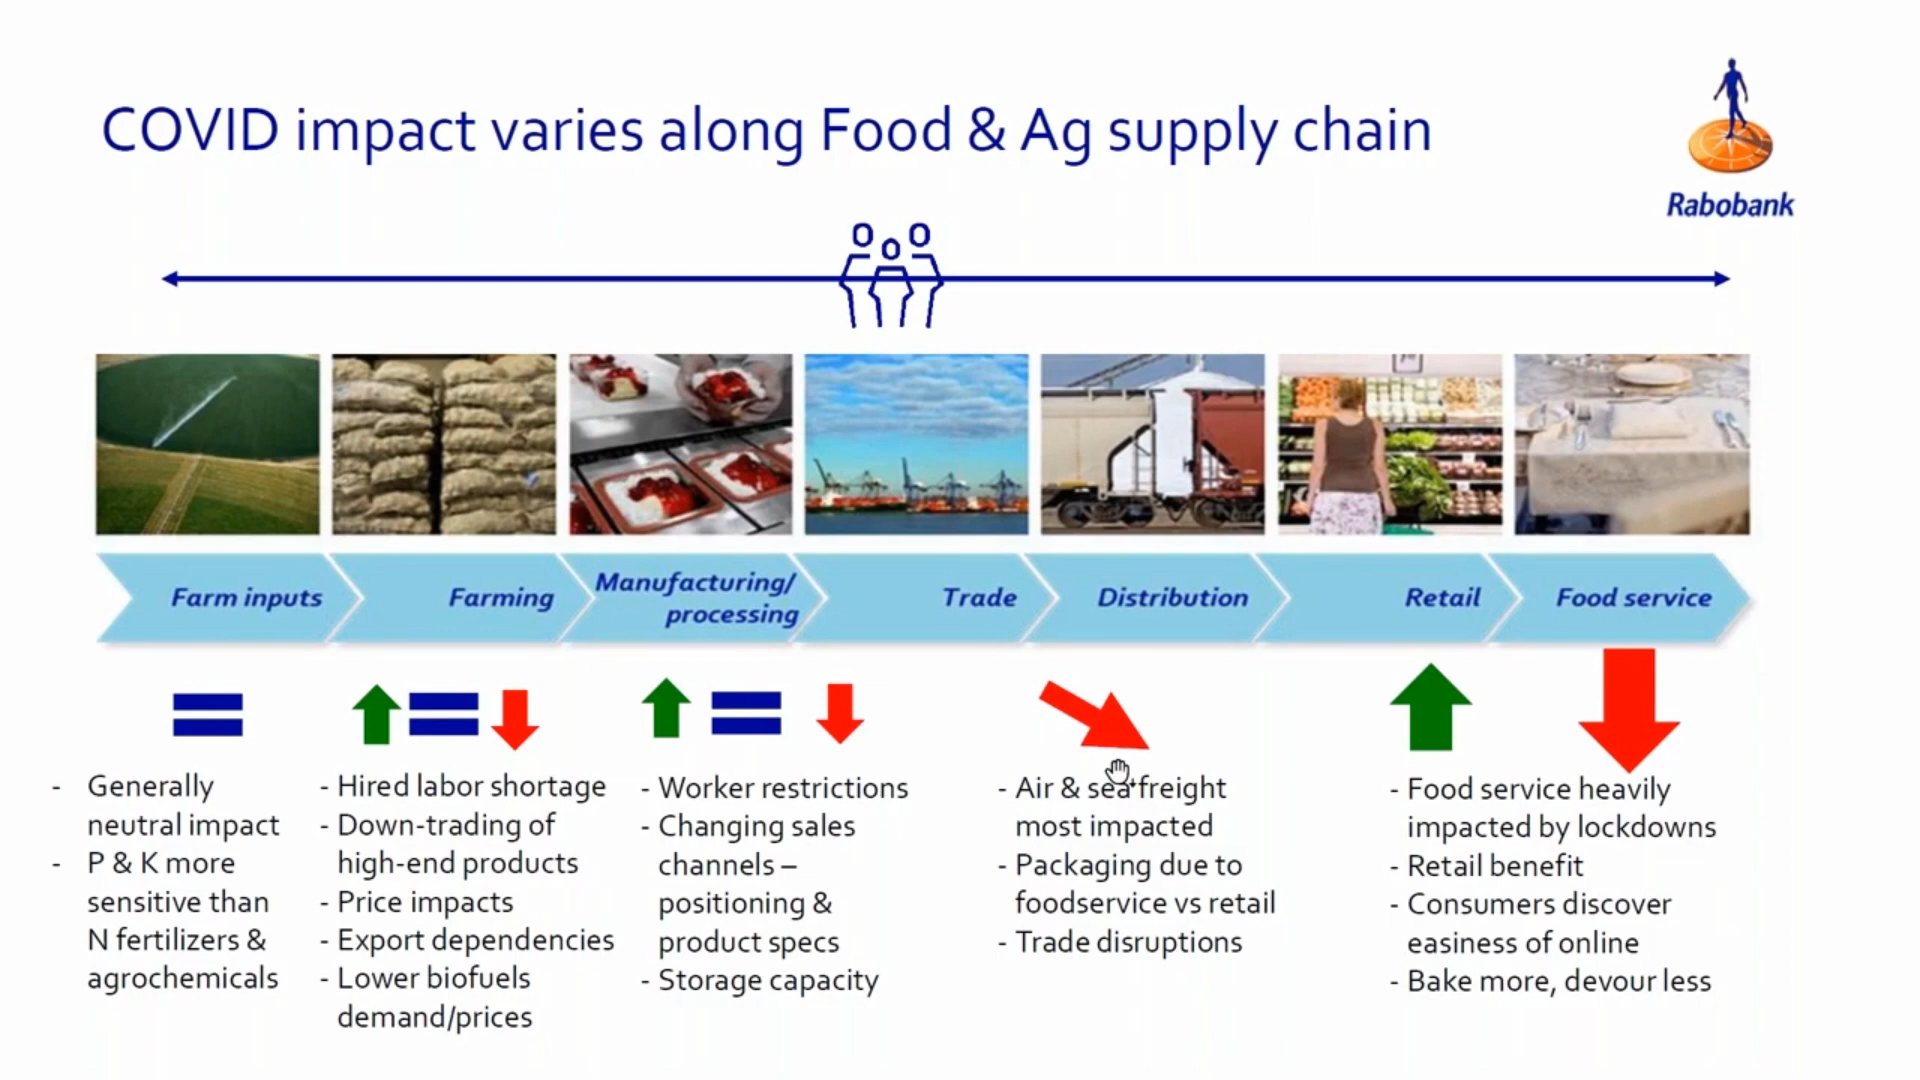 COVID impact varies along Food & Ag supply chain
Rabobank
Farm inputs
Farming
Manufacturing/
processing
Trade
Distribution
Retail
Food service
- Generally
neutral impact
- P & K more
sensitive than
N fertilizers &
agrochemicals
- Hired labor shortage
- Down-trading of
high-end products
- Price impacts
- Export dependencies
- Lower biofuels
demand/prices
- Worker restrictions
- Changing sales
channels –
positioning &
product specs
- Storage capacity
- Air & sea freight
most impacted
- Packaging due to
foodservice vs retail
- Trade disruptions
- Food service heavily
impacted by lockdowns
- Retail benefit
- Consumers discover
easiness of online
- Bake more, devour less